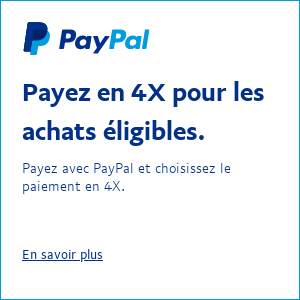 PayPal
Payez en 4X pour les
achats éligibles.
Payez avec PayPal et choisissez le
paiement en 4X.
En savoir plus